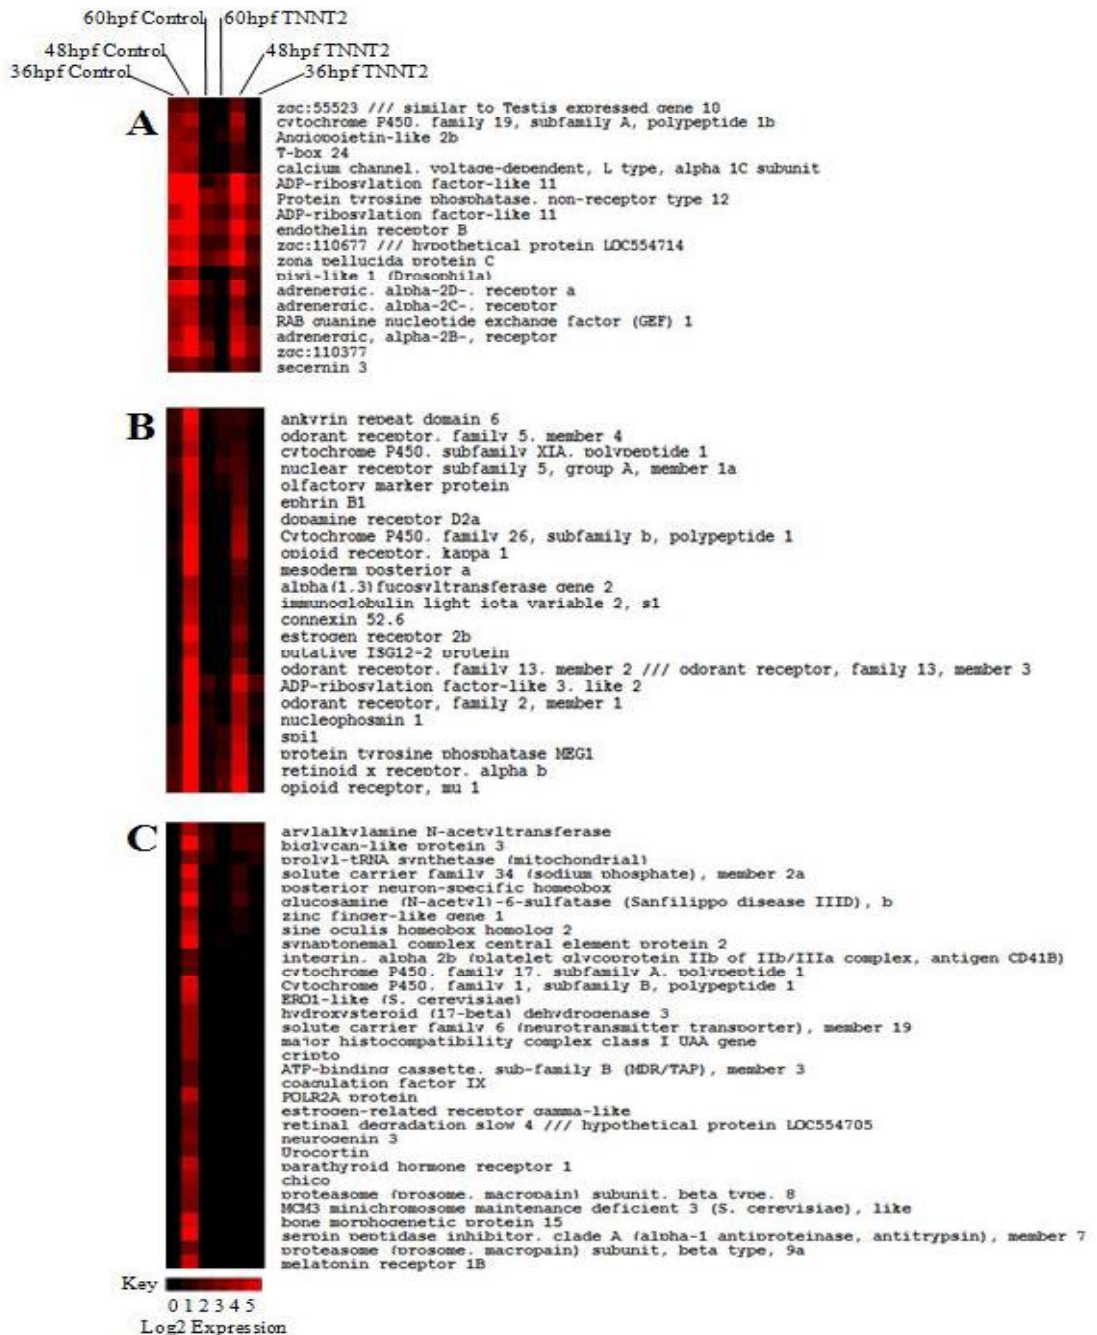 60hpf Control 60hpf TNNT2
48hpf Control 48hpf TNNT2
36hpf Control 36hpf TNNT2
A
zgc:55523 /// similar to Testis expressed gene 10
cytochrome P450. family 19, subfamily A, polypeptide 1b
Angiopoietin-like 2b
T-box 24
calcium channel. voltage-dependent, L type, alpha 1C subunit
ADP-ribosylation factor-like 11
Protein tyrosine phosphatase. non-receptor type 12
ADP-ribosylation factor-like 11
endothelin receptor B
zgc:110677 /// hypothetical protein LOC554714
zona pellucida protein C
piwi-like 1 (Drosophila)
adrenergic. alpha-2D-. receptor a
adrenergic. alpha-2C-. receptor
RAB guanine nucleotide exchange factor (GEF) 1
adrenergic, alpha-2B-, receptor
zgc:110377
secernin 3
B
ankyrin repeat domain 6
odorant receptor. family 5. member 4
cytochrome P450. subfamily XIA. polypeptide 1
nuclear receptor subfamily 5, group A, member 1a
olfactory marker protein
ephrin B1
dopamine receptor D2a
Cytochrome P450. family 26, subfamily b, polypeptide 1
opioid receptor. kappa 1
mesoderm posterior a
alpha(1.3)fucosyltransferase gene 2
immunoglobulin light iota variable 2, s1
connexin 52.6
estrogen receptor 2b
putative ISG12-2 protein
odorant receptor. family 13. member 2 /// odorant receptor, family 13, member 3
ADP-ribosylation factor-like 3. like 2
odorant receptor, family 2, member 1
nucleophosmin 1
spi1
protein tyrosine phosphatase MEG1
retinoid x receptor. alpha b
opioid receptor, mu 1
C
arylalkylamine N-acetyltransferase
biglycan-like protein 3
prolyl-tRNA synthetase (mitochondrial)
solute carrier family 34 (sodium phosphate), member 2a
posterior neuron-specific homeobox
glucosamine (N-acetyl)-6-sulfatase (Sanfilippo disease IIID), b
zinc finger-like gene 1
sine oculis homeobox homolog 2
synaptonemal complex central element protein 2
integrin. alpha 2b (platelet glycoprotein IIb of IIb/IIIa complex, antigen CD41B)
cytochrome P450. family 17. subfamily A. polypeptide 1
Cytochrome P450. family 1, subfamily B, polypeptide 1
ERO1-like (S. cerevisiae)
hydroxysteroid (17-beta) dehydrogenase 3
solute carrier family 6 (neurotransmitter transporter), member 19
major histocompatibility complex class I UAA gene
cripto
ATP-binding cassette. sub-family B (MDR/TAP), member 3
coagulation factor IX
POLR2A protein
estrogen-related receptor gamma-like
retinal degradation slow 4 /// hypothetical protein LOC554705
neurogenin 3
Urocortin
parathyroid hormone receptor 1
chico
proteasome (prosome. macropain) subunit. beta type. 8
MCM3 minichromosome maintenance deficient 3 (S. cerevisiae), like
bone morphogenetic protein 15
serpin peptidase inhibitor. clade A (alpha-1 antiproteinase, antitrypsin), member 7
proteasome (prosome. macropain) subunit, beta type, 9a
melatonin receptor 1B
Key
0 1 2 3 4 5
Log2 Expression